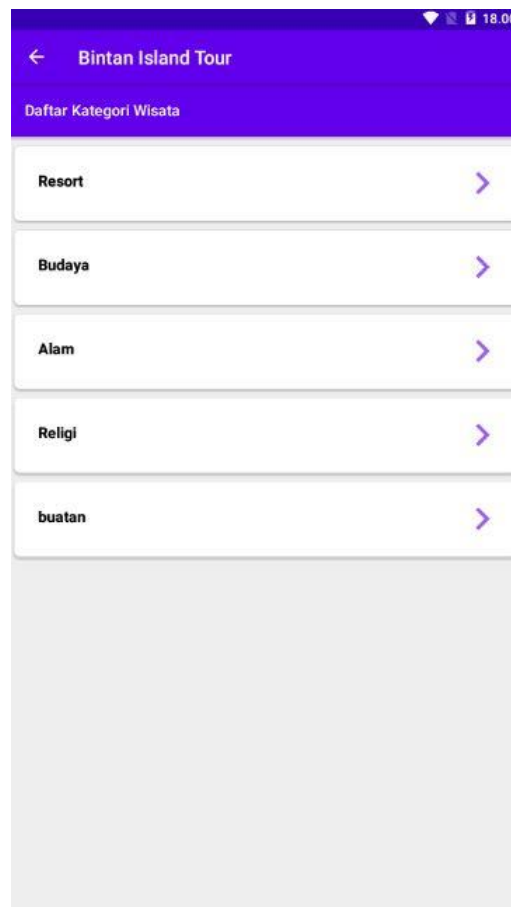 18.00
Bintan Island Tour
Daftar Kategori Wisata
Resort
Budaya
Alam
Religi
buatan